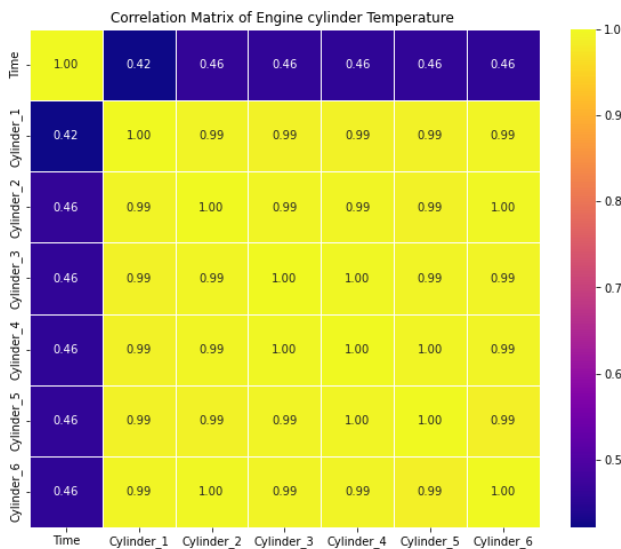 Correlation Matrix of Engine cylinder Temperature
Time 1.00 0.42 0.46 0.46 0.46 0.46 0.46
Cylinder_1 0.42 1.00 0.99 0.99 0.99 0.99 0.99
Cylinder_2 0.46 0.99 1.00 0.99 0.99 0.99 1.00
Cylinder_3 0.46 0.99 0.99 1.00 1.00 0.99 0.99
Cylinder_4 0.46 0.99 0.99 1.00 1.00 1.00 0.99
Cylinder_5 0.46 0.99 0.99 0.99 1.00 1.00 0.99
Cylinder_6 0.46 0.99 1.00 0.99 0.99 0.99 1.00
Time Cylinder_1 Cylinder_2 Cylinder_3 Cylinder_4 Cylinder_5 Cylinder_6
1.0
0.9
0.8
0.7
0.6
0.5